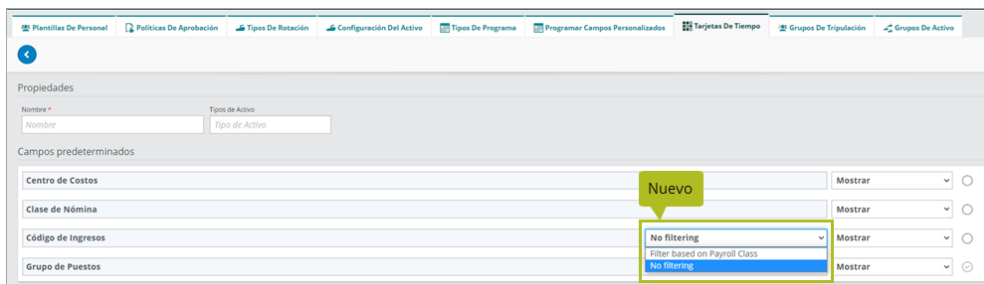 Plantillas De Personal
Políticas De Aprobación
Tipos De Rotación
Configuración Del Activo
Tipos De Programa
Programar Campos Personalizados
Tarjetas De Tiempo
Grupos De Tripulación
Grupos De Activo
Propiedades
Nombre *
Tipos de Activo
Nombre
Tipo de Activo
Campos predeterminados
Centro de Costos
Mostrar
Nuevo
Clase de Nómina
Mostrar
Código de Ingresos
No filtering
Mostrar
Filter based on Payroll Class
No filtering
Grupo de Puestos
Mostrar